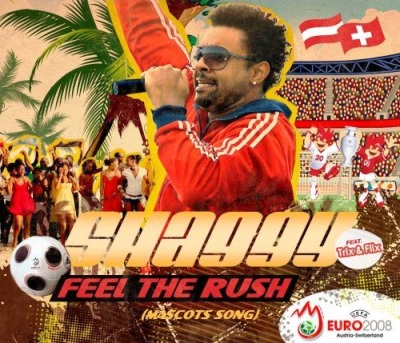 Shaggy
FEAT.
Trix & Flix
FEEL THE RUSH
(MASCOTS SONG)
UEFA
EURO2008
Austria-Switzerland